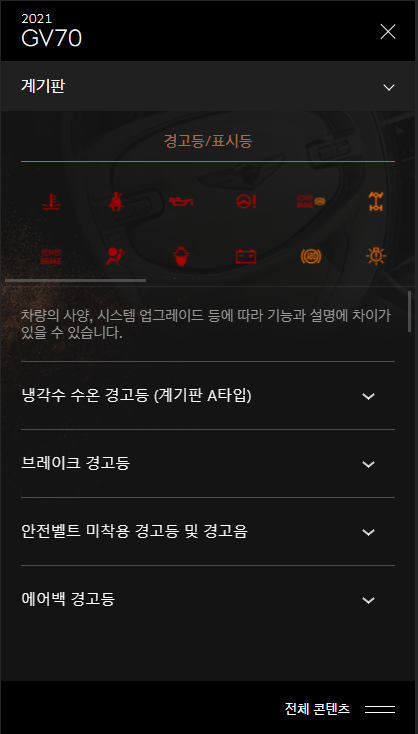 2021
GV70
계기판
경고등/표시등
차량의 사양, 시스템 업그레이드 등에 따라 기능과 설명에 차이가
있을 수 있습니다.
냉각수 수온 경고등 (계기판 A타입)
브레이크 경고등
안전벨트 미착용 경고등 및 경고음
에어백 경고등
전체 콘텐츠